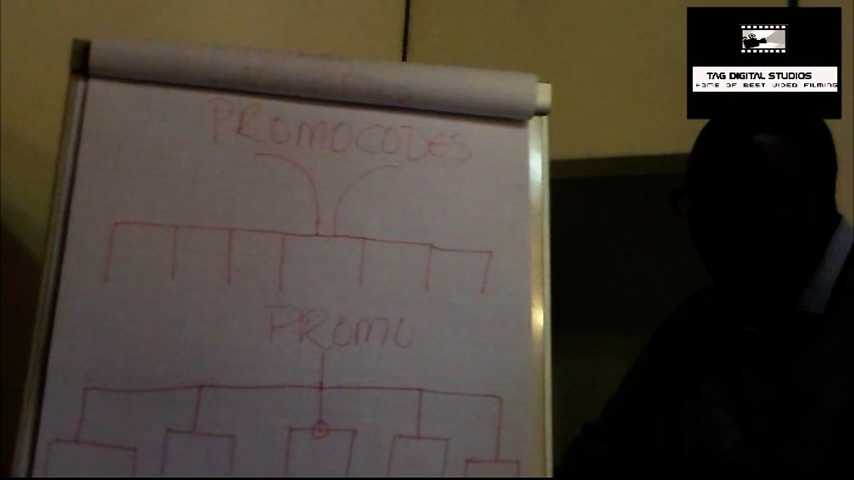 TAG DIGITAL STUDIOS
HOME OF BEST VIDEO FILMING
PROMOCODES
PROMO